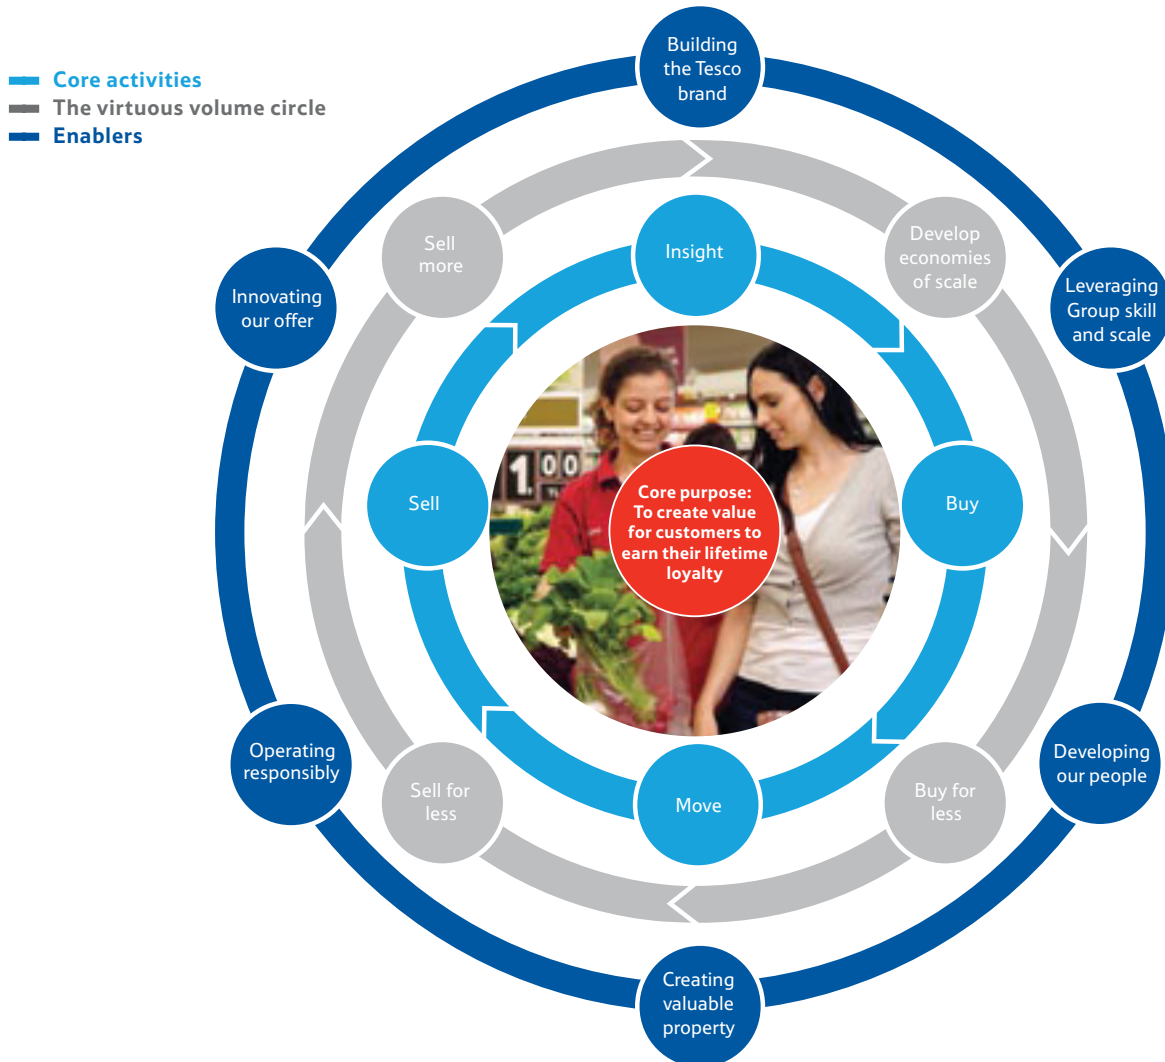 Core activities
The virtuous volume circle
Enablers
Building
the Tesco
brand
Sell
more
Insight
Develop
economies
of scale
Innovating
our offer
Leveraging
Group skill
and scale
1 00
Sell
Core purpose:
To create value
for customers to
earn their lifetime
loyalty
Buy
Operating
responsibly
Sell for
less
Move
Buy for
less
Developing
our people
Creating
valuable
property